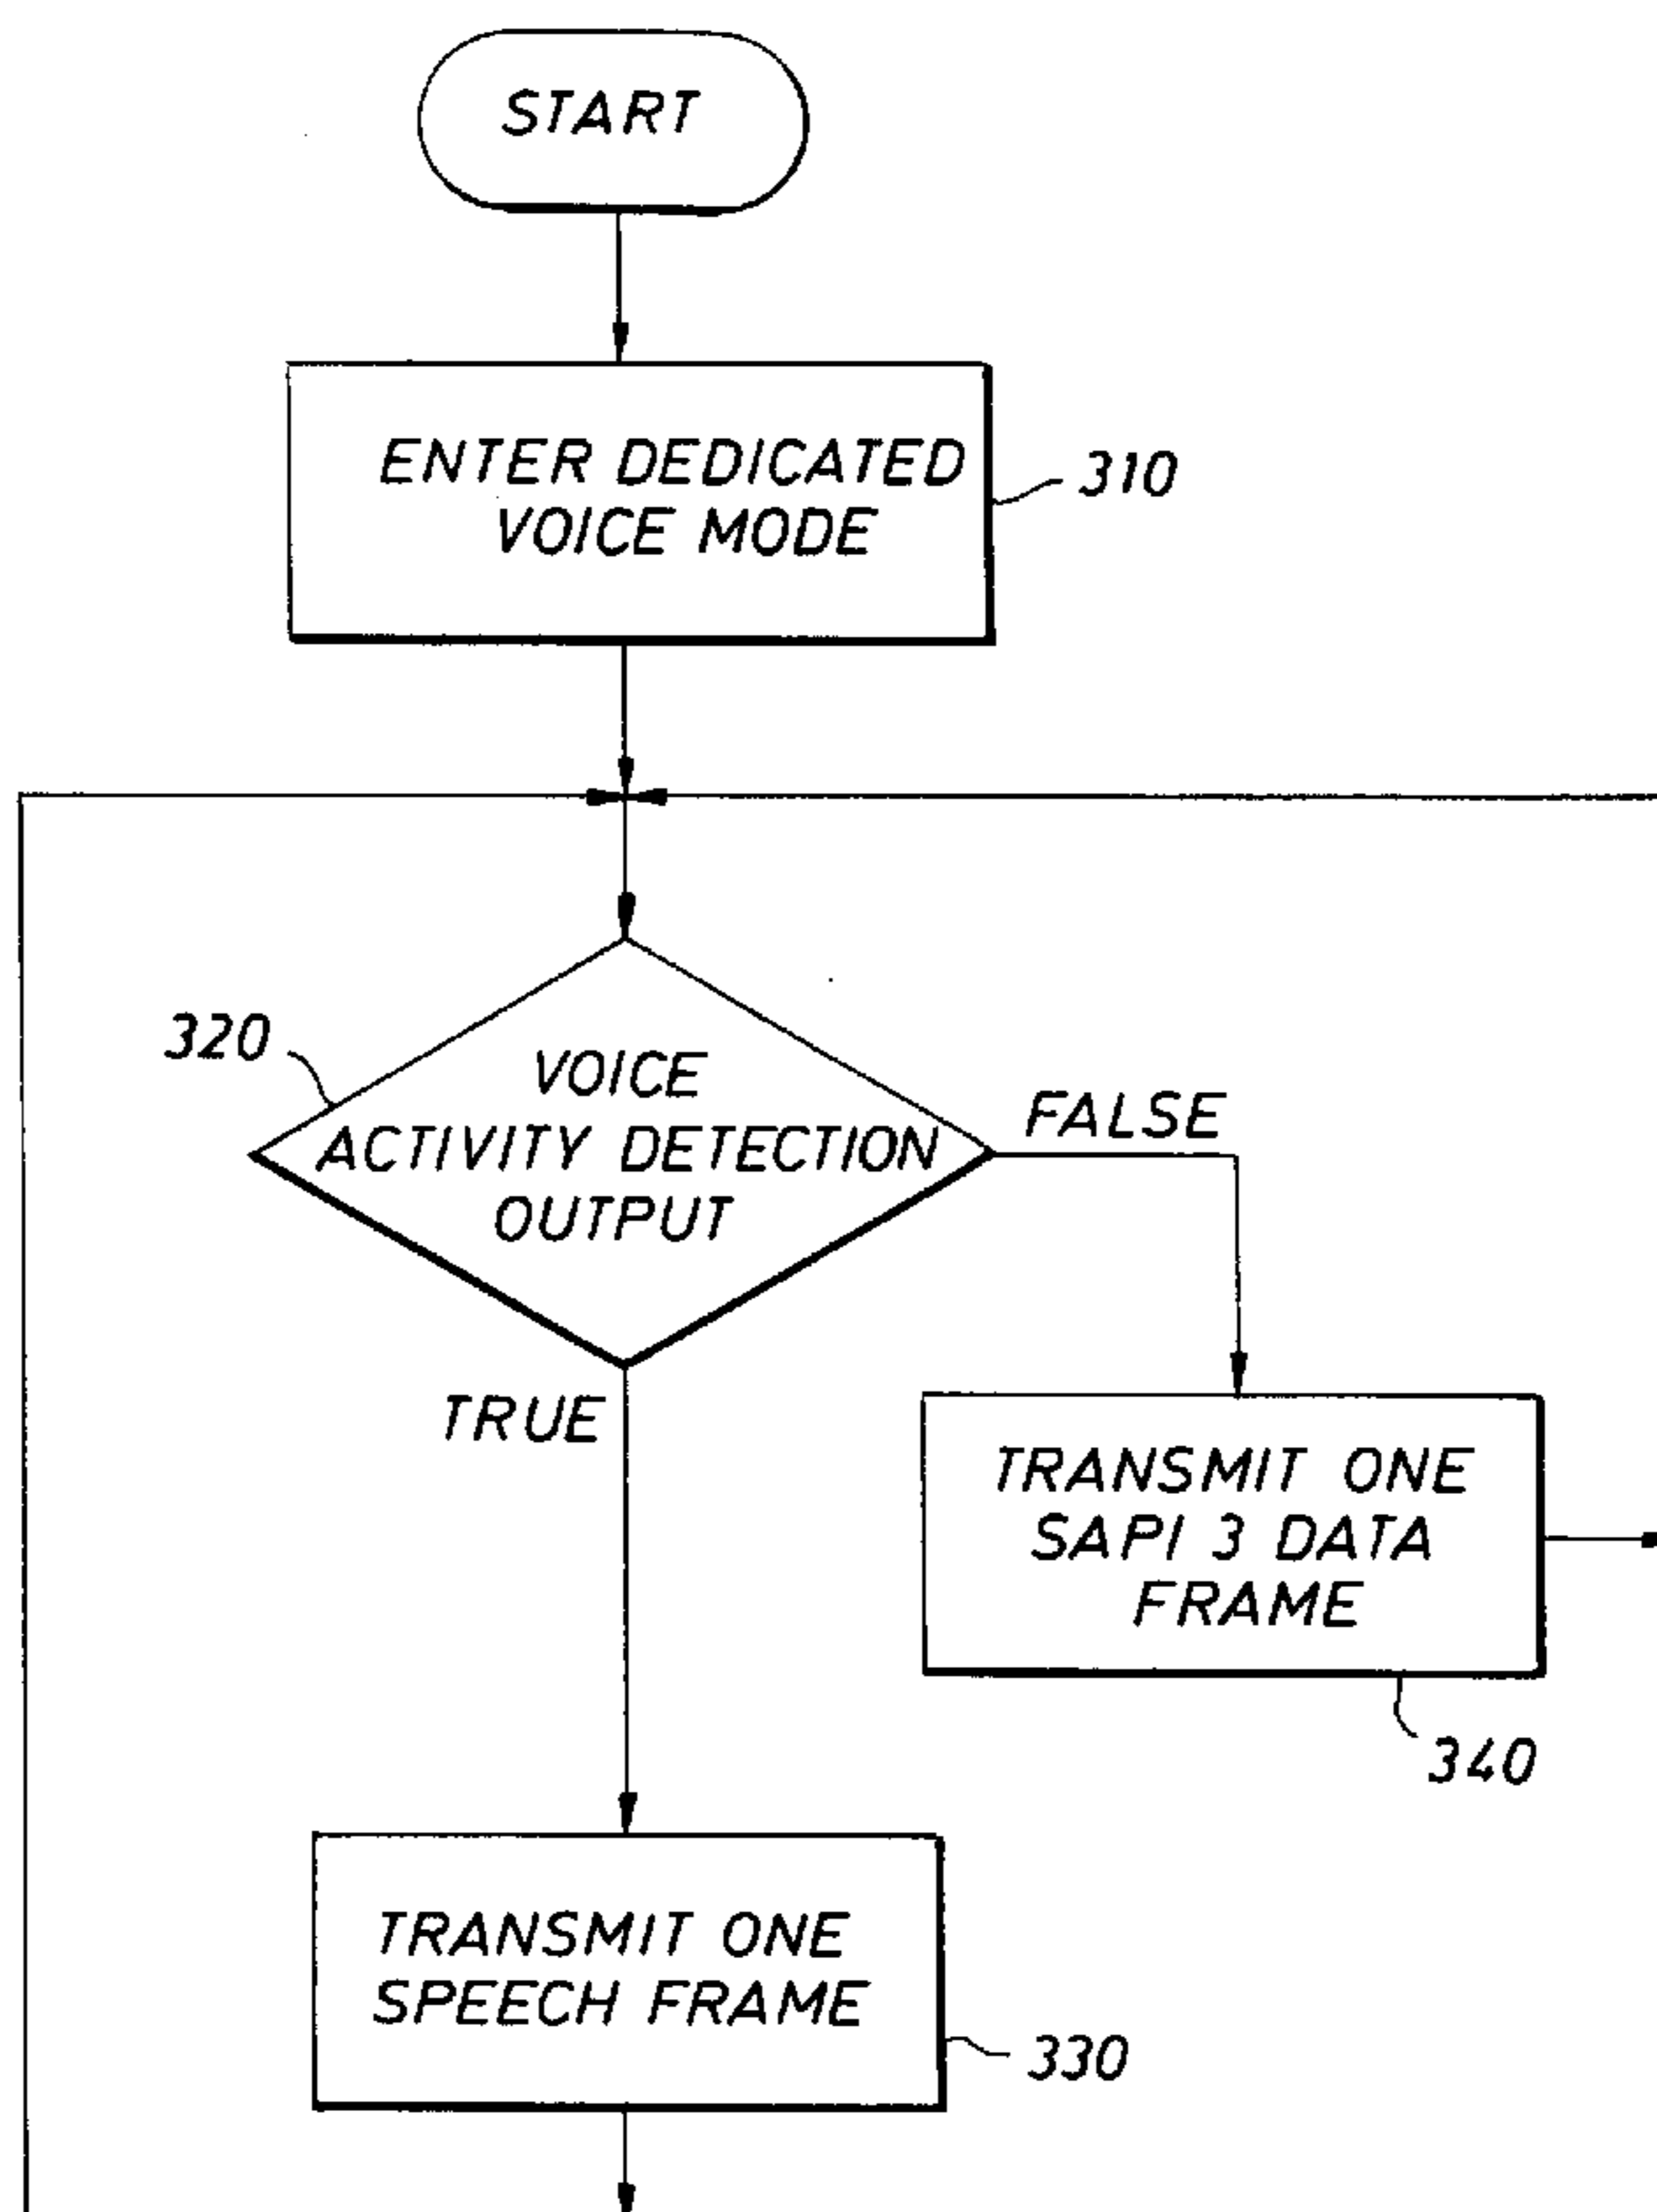 START
ENTER DEDICATED
VOICE MODE
310
320
VOICE
ACTIVITY DETECTION
OUTPUT
FALSE
TRUE
TRANSMIT ONE
SAPI 3 DATA
FRAME
340
TRANSMIT ONE
SPEECH FRAME
330